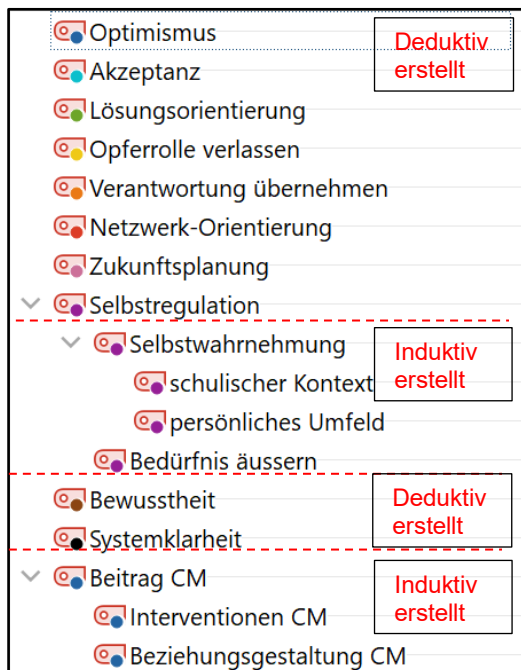 Optimismus
Deduktiv
erstellt
Akzeptanz
Lösungsorientierung
Opferrolle verlassen
Verantwortung übernehmen
Netzwerk-Orientierung
Zukunftsplanung
Selbstregulation
Selbstwahrnehmung
Induktiv
erstellt
schulischer Kontext
persönliches Umfeld
Bedürfnis äussern
Bewusstheit
Deduktiv
erstellt
Systemklarheit
Beitrag CM
Induktiv
erstellt
Interventionen CM
Beziehungsgestaltung CM